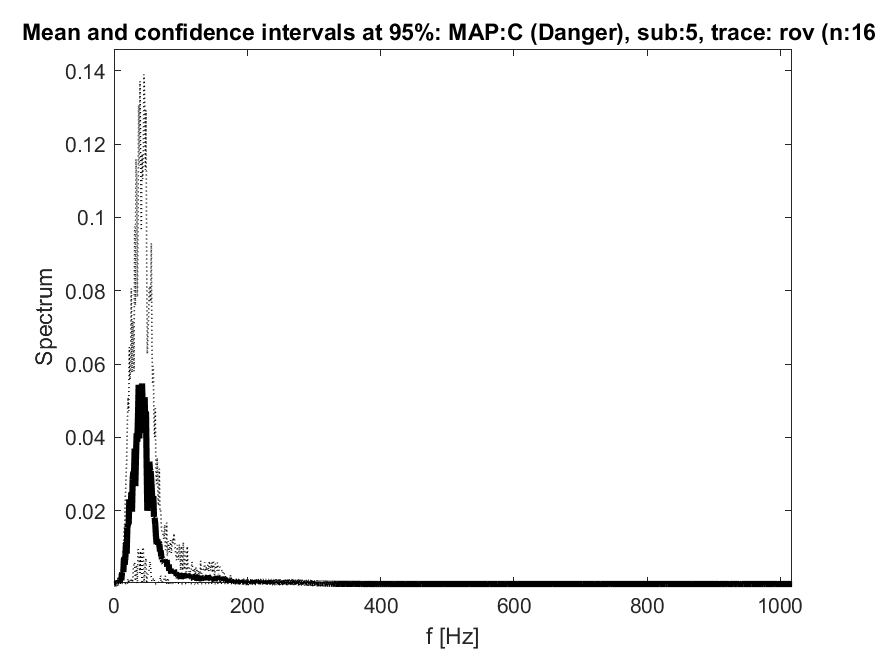 Mean and confidence intervals at 95%: MAP:C (Danger), sub:5, trace: rov (n:16
0.14
0.12
0.1
0.08
0.06
0.04
0.02
Spectrum
0 200 400 600 800 1000
f [Hz]